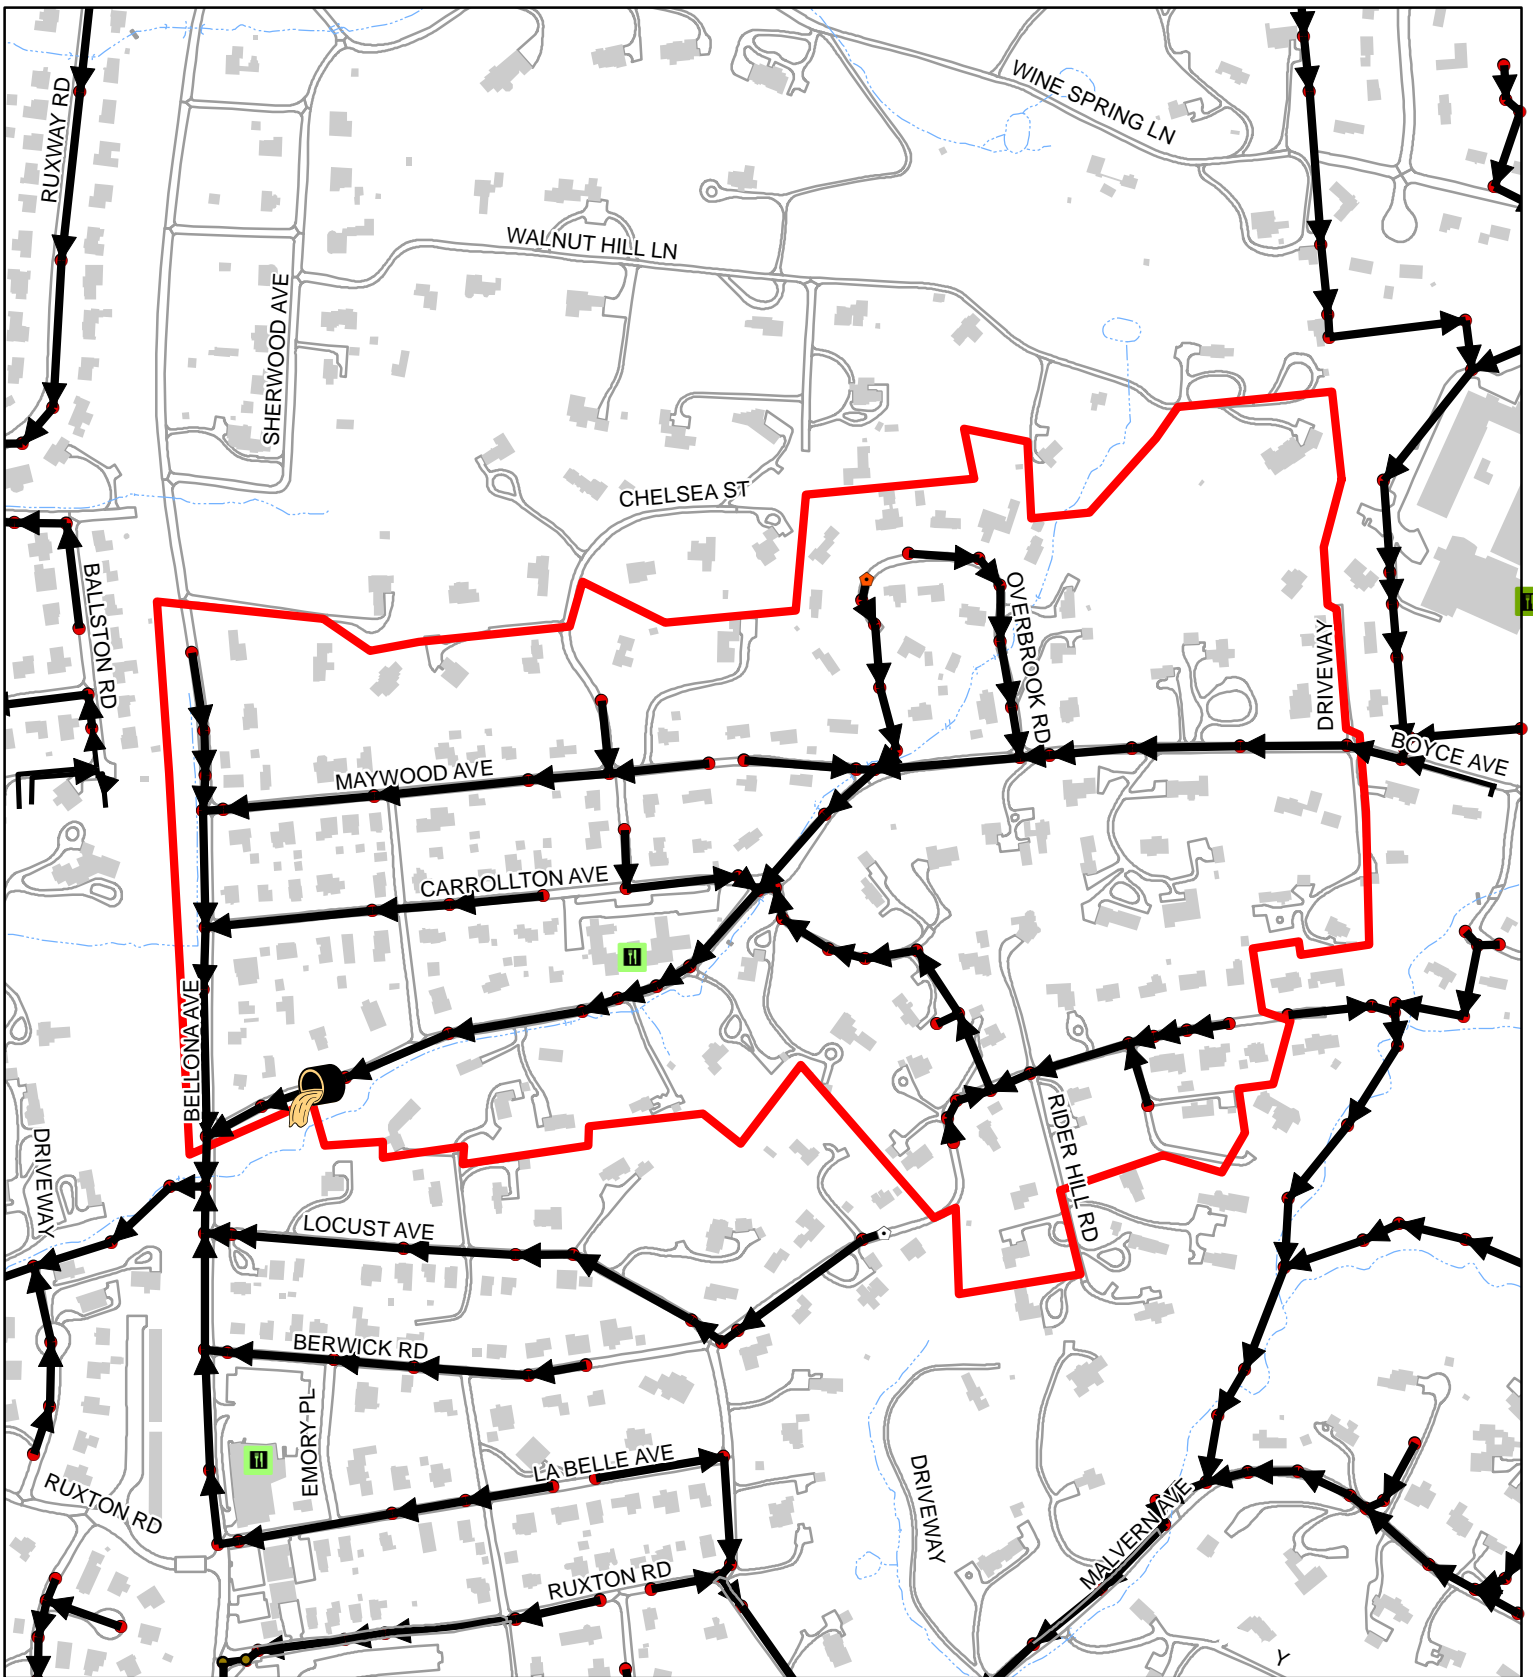 WINE SPRING LN
RUXWAY RD
WALNUT HILL LN
SHERWOOD AVE
CHELSEA ST
BALLSTON RD
OVERBROOK RD
DRIVEWAY
BOYCE AVE
MAYWOOD AVE
CARROLLTON AVE
BELLONA AVE
RIDER HILL RD
DRIVEWAY
LOCUST AVE
BERWICK RD
EMORY PL
LA BELLE AVE
DRIVEWAY
MALVERN AVE
RUXTON RD
RUXTON RD
Y